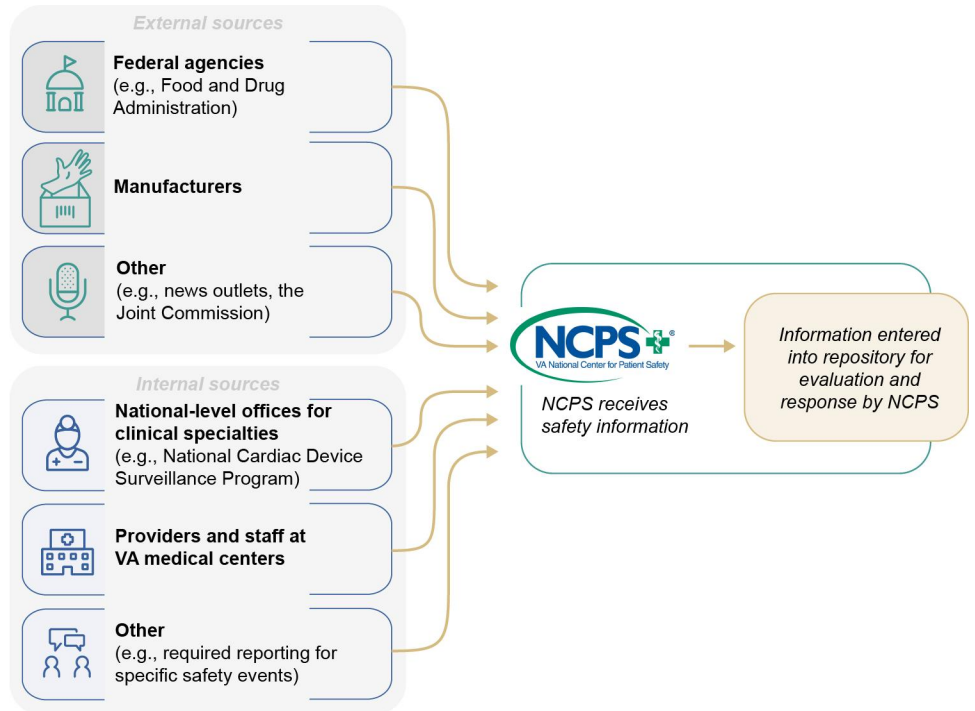 External sources
Federal agencies
(e.g., Food and Drug
Administration)
Manufacturers
Other
(e.g., news outlets, the
Joint Commission)
Internal sources
National-level offices for
clinical specialties
(e.g., National Cardiac Device
Surveillance Program)
Providers and staff at
VA medical centers
Other
(e.g., required reporting for
specific safety events)
NCPS ®
VA National Center for Patient Safety
NCPS receives
safety information
Information entered
into repository for
evaluation and
response by NCPS